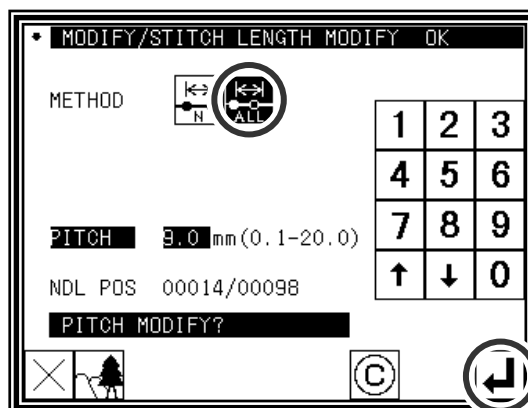 MODIFY/STITCH LENGTH MODIFY OK
METHOD
N
ALL
1 2 3
4 5 6
7 8 9
↑ ↓ 0
PITCH 9.0 mm(0.1-20.0)
NDL POS 00014/00098
PITCH MODIFY?
C